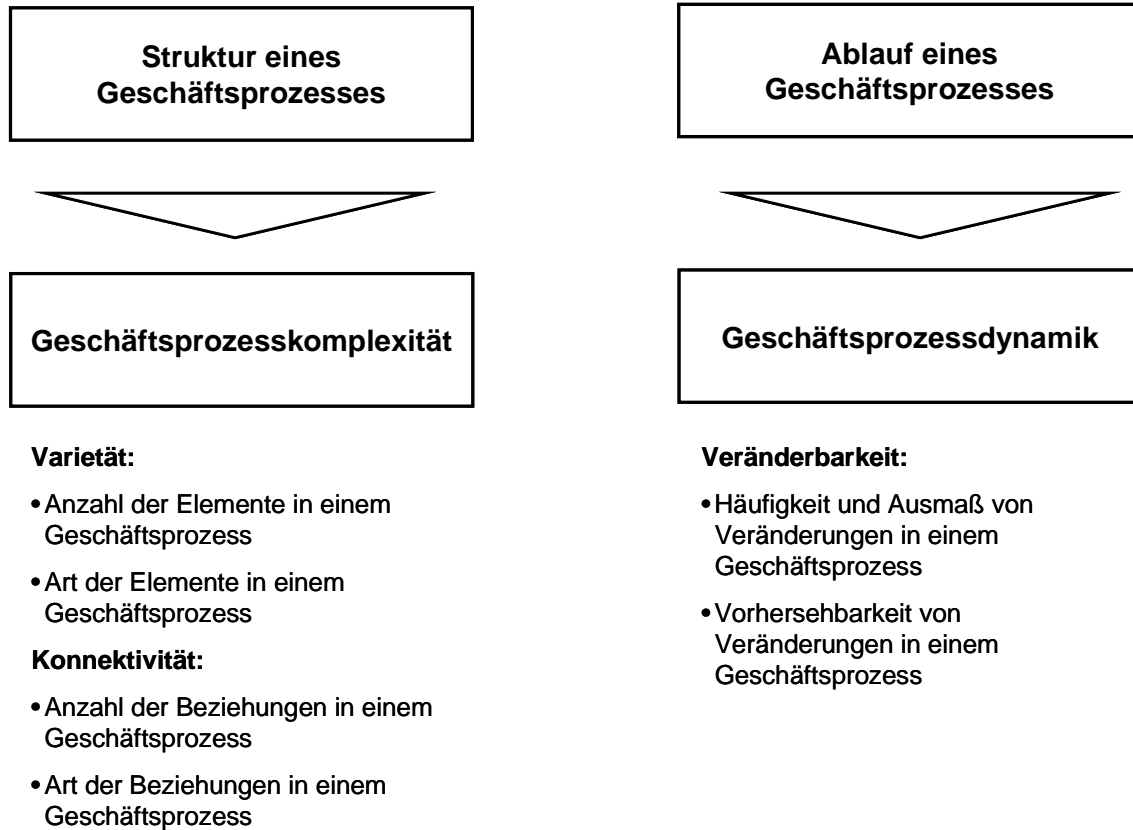 Struktur eines
Geschäftsprozesses
Geschäftsprozesskomplexität
Varietät:
•Anzahl der Elemente in einem
Geschäftsprozess
•Art der Elemente in einem
Geschäftsprozess
Konnektivität:
•Anzahl der Beziehungen in einem
Geschäftsprozess
•Art der Beziehungen in einem
Geschäftsprozess
Ablauf eines
Geschäftsprozesses
Geschäftsprozessdynamik
Veränderbarkeit:
•Häufigkeit und Ausmaß von
Veränderungen in einem
Geschäftsprozess
•Vorhersehbarkeit von
Veränderungen in einem
Geschäftsprozess